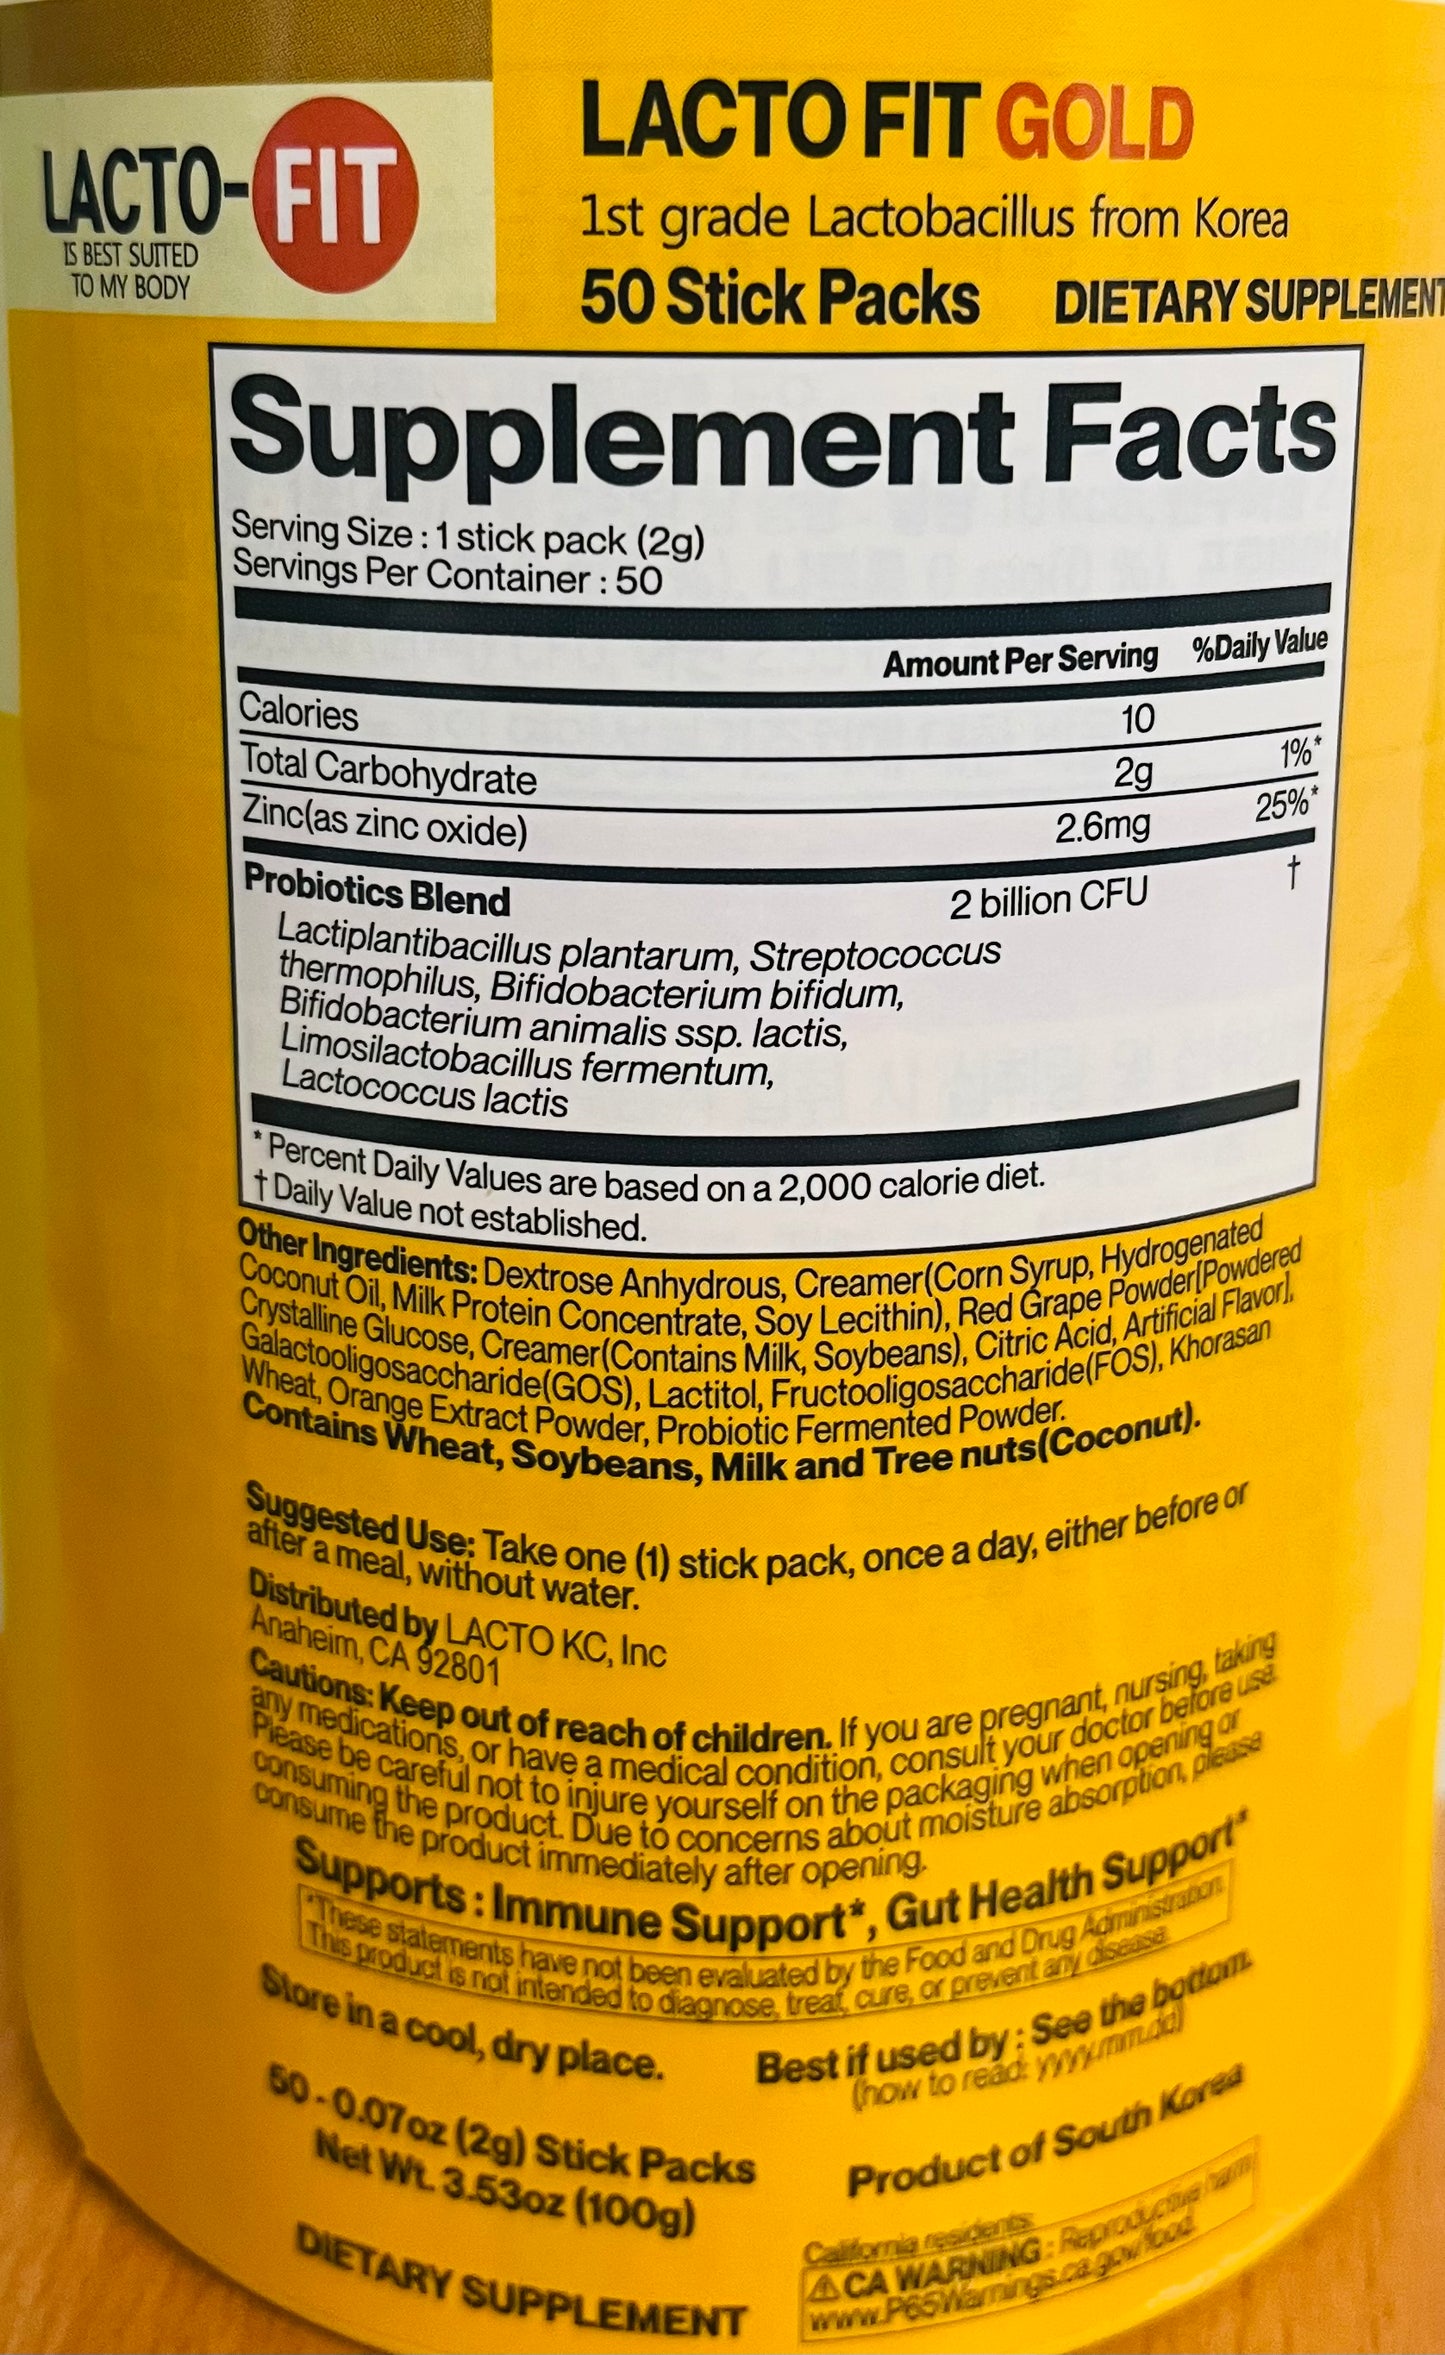 LACTO-FIT
IS BEST SUITED
TO MY BODY
LACTO FIT GOLD
1st grade Lactobacillus from Korea
50 Stick Packs DIETARY SUPPLEMENT
Supplement Facts
Serving Size : 1 stick pack (2g)
Servings Per Container : 50
Amount Per Serving %Daily Value
Calories 10
Total Carbohydrate 2g 1%*
Zinc(as zinc oxide) 2.6mg 25%*
Probiotics Blend 2 billion CFU †
Lactiplantibacillus plantarum, Streptococcus
thermophilus, Bifidobacterium bifidum,
Bifidobacterium animalis ssp. lactis,
Limosilactobacillus fermentum,
Lactococcus lactis
* Percent Daily Values are based on a 2,000 calorie diet.
† Daily Value not established.
Other Ingredients: Dextrose Anhydrous, Creamer(Corn Syrup, Hydrogenated
Coconut Oil, Milk Protein Concentrate, Soy Lecithin), Red Grape Powder[Powdered
Crystalline Glucose, Creamer(Contains Milk, Soybeans), Citric Acid, Artificial Flavor],
Galactooligosaccharide(GOS), Lactitol, Fructooligosaccharide(FOS), Khorasan
Wheat, Orange Extract Powder, Probiotic Fermented Powder.
Contains Wheat, Soybeans, Milk and Tree nuts(Coconut).
Suggested Use: Take one (1) stick pack, once a day, either before or
after a meal, without water.
Distributed by LACTO KC, Inc
Anaheim, CA 92801
Cautions: Keep out of reach of children. If you are pregnant, nursing, taking
any medications, or have a medical condition, consult your doctor before use.
Please be careful not to injure yourself on the packaging when opening or
consuming the product. Due to concerns about moisture absorption, please
consume the product immediately after opening.
Supports : Immune Support*, Gut Health Support*
*These statements have not been evaluated by the Food and Drug Administration.
This product is not intended to diagnose, treat, cure, or prevent any disease.
Store in a cool, dry place.
Best if used by : See the bottom.
(how to read: yyyy.mm.dd)
50 - 0.07oz (2g) Stick Packs
Net Wt. 3.53oz (100g)
Product of South Korea
DIETARY SUPPLEMENT
California residents:
⚠CA WARNING : Reproductive harm
www.P65Warnings.ca.gov/food.